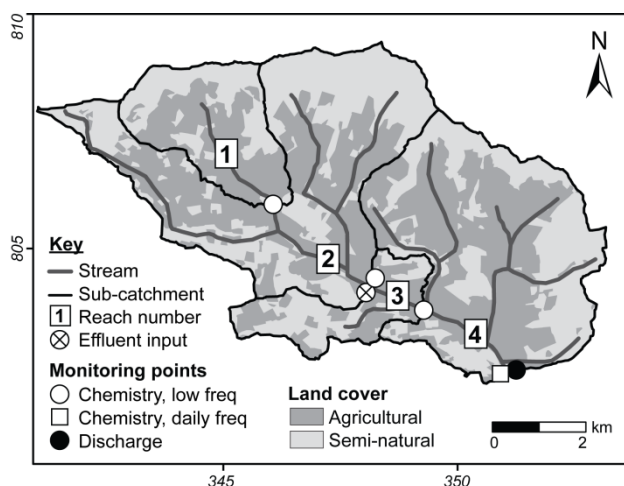 810
N
1
805
Key
Stream
Sub-catchment
1 Reach number
Effluent input
2
3
4
Monitoring points
Chemistry, low freq
Chemistry, daily freq
Discharge
Land cover
Agricultural
Semi-natural
km
0 2
345 350